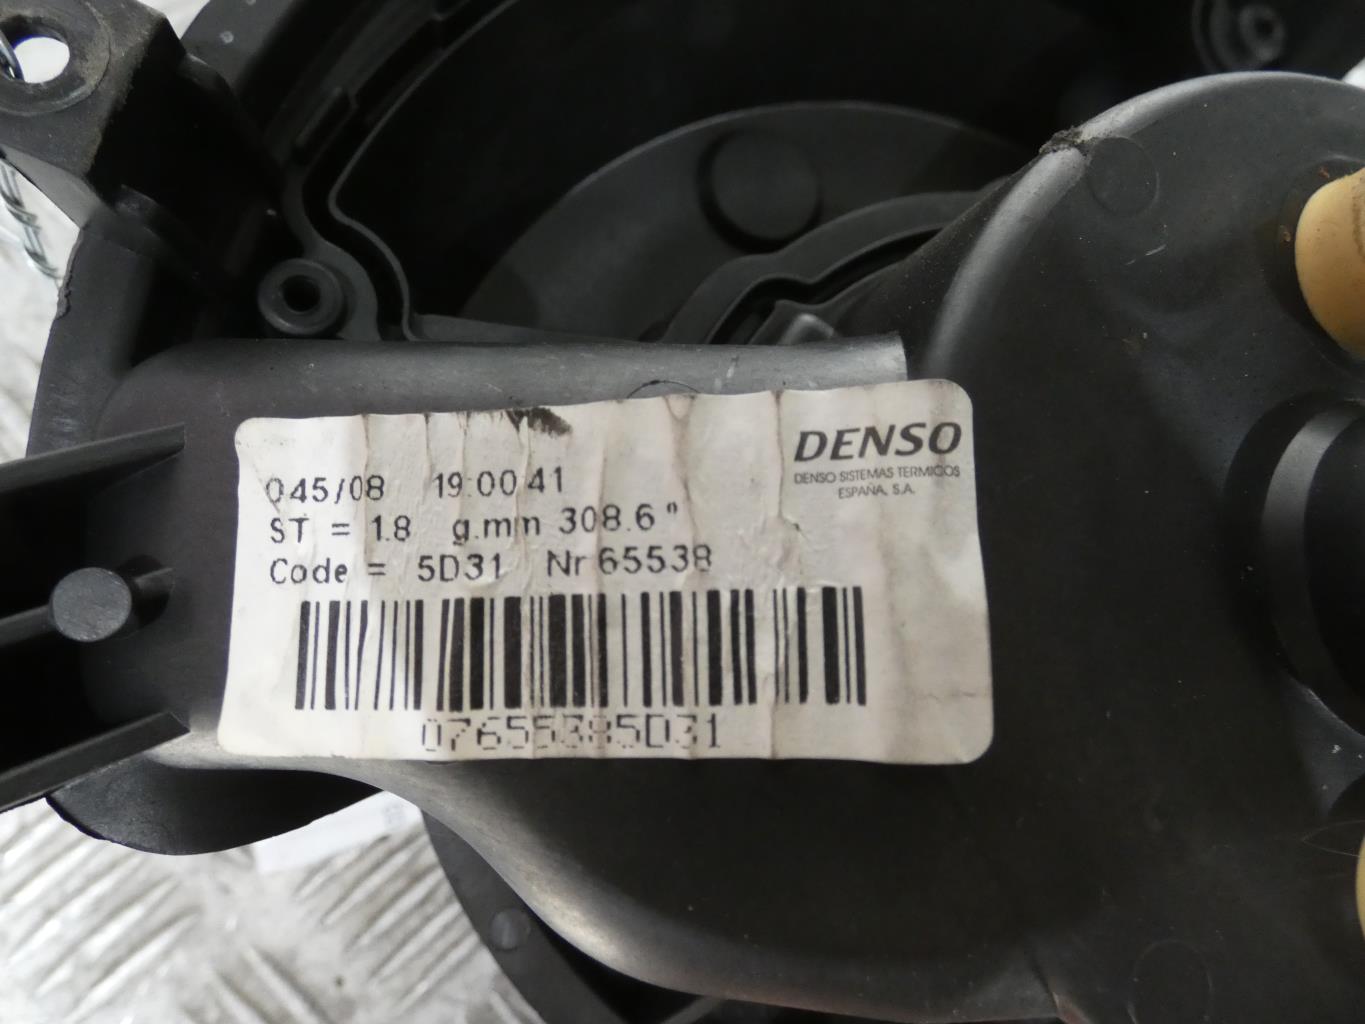 DENSO
DENSO SISTEMAS TERMICOS
ESPAÑA, S.A.
045/08 19:00:41
ST = 1.8 g.mm 308.6°
Code = 5D31 Nr 65538
07655385D31